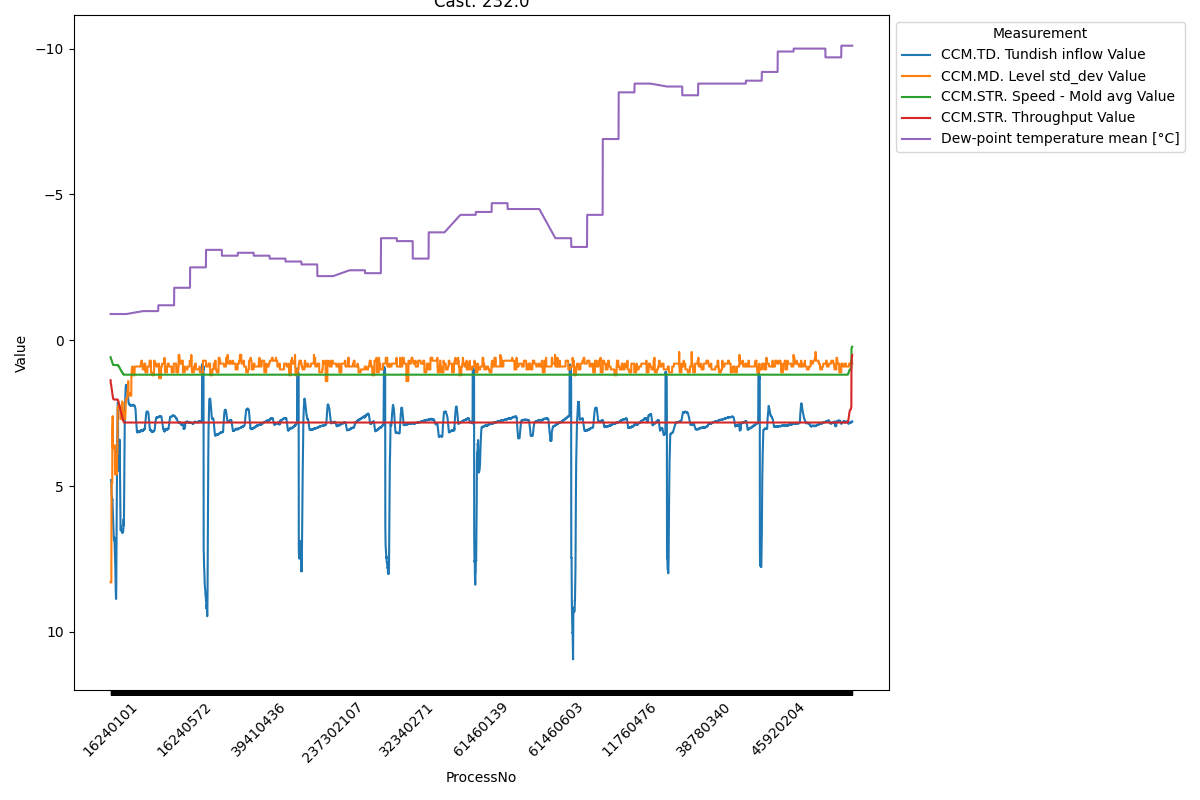 Cast: 232.0
Measurement
CCM.TD. Tundish inflow Value
CCM.MD. Level std_dev Value
CCM.STR. Speed - Mold avg Value
CCM.STR. Throughput Value
Dew-point temperature mean [°C]
−10
−5
0
5
10
Value
16240101
16240572
39410436
237302107
32340271
61460139
61460603
11760476
38780340
45920204
ProcessNo